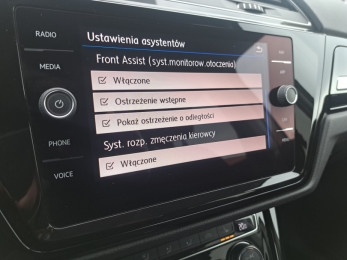 RADIO
MEDIA
PHONE
VOICE
Ustawienia asystentów
Front Assist (syst.monitorow.otoczenia)
Włączone
Ostrzeżenie wstępne
Pokaż ostrzeżenie o odległości
Syst. rozp. zmęczenia kierowcy
Włączone